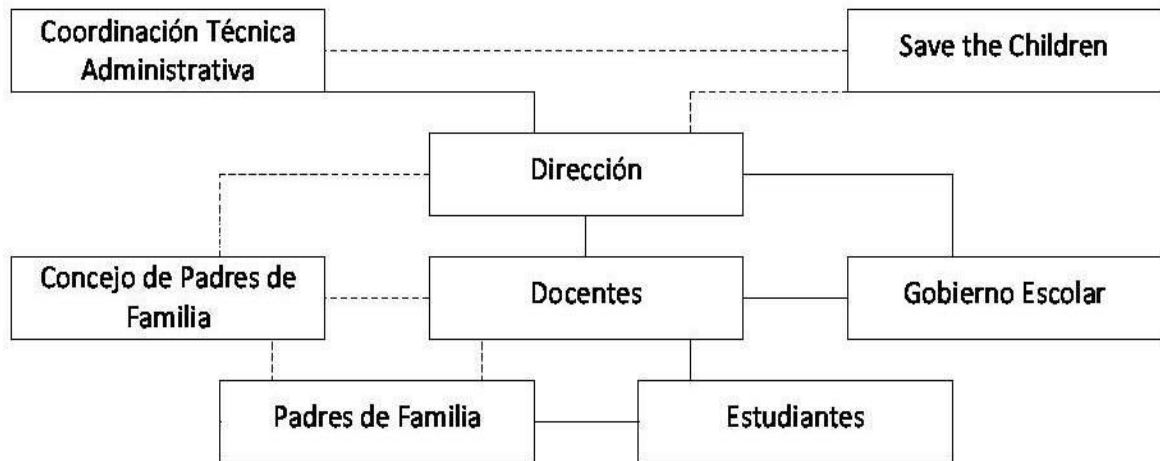 Coordinación Técnica
Administrativa
Save the Children
Dirección
Concejo de Padres de
Familia
Docentes
Gobierno Escolar
Padres de Familia
Estudiantes